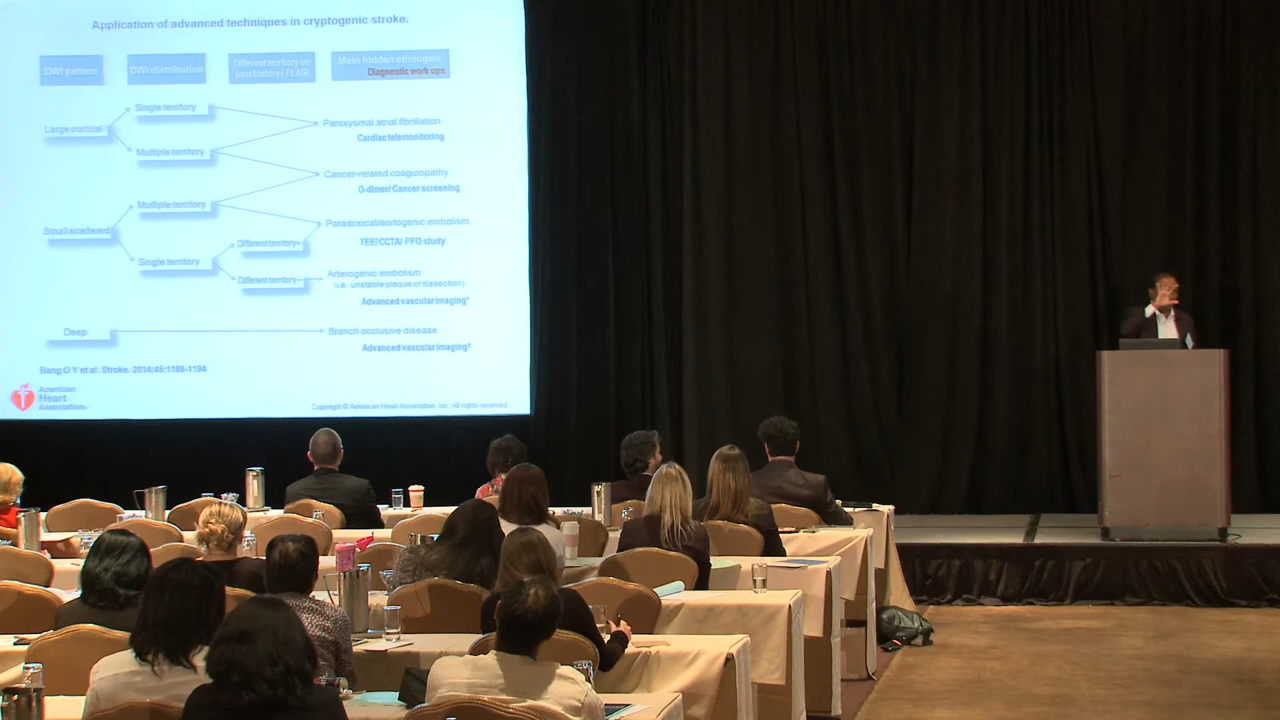 Application of advanced techniques in cryptogenic stroke.
DWI pattern
DWI distribution
Different territory on
past history / FLAIR
Main hidden etiologies
Diagnostic work ups
Large cortical
Single territory
Multiple territory
Paroxysmal atrial fibrillation
Cardiac telemonitoring
Cancer-related coagulopathy
D-dimer/ Cancer screening
Small scattered
Multiple territory
Single territory
Different territory
Different territory
Paradoxical/aortogenic embolism
TEE/ CCTA/ PFO study
Arterogenic embolism
(i.e. unstable plaque or dissection)
Advanced vascular imaging*
Deep
Branch occlusive disease
Advanced vascular imaging†
Bang O Y et al. Stroke. 2014;45:1186-1194
American
Heart
Association®
Copyright © American Heart Association, Inc. All rights reserved.